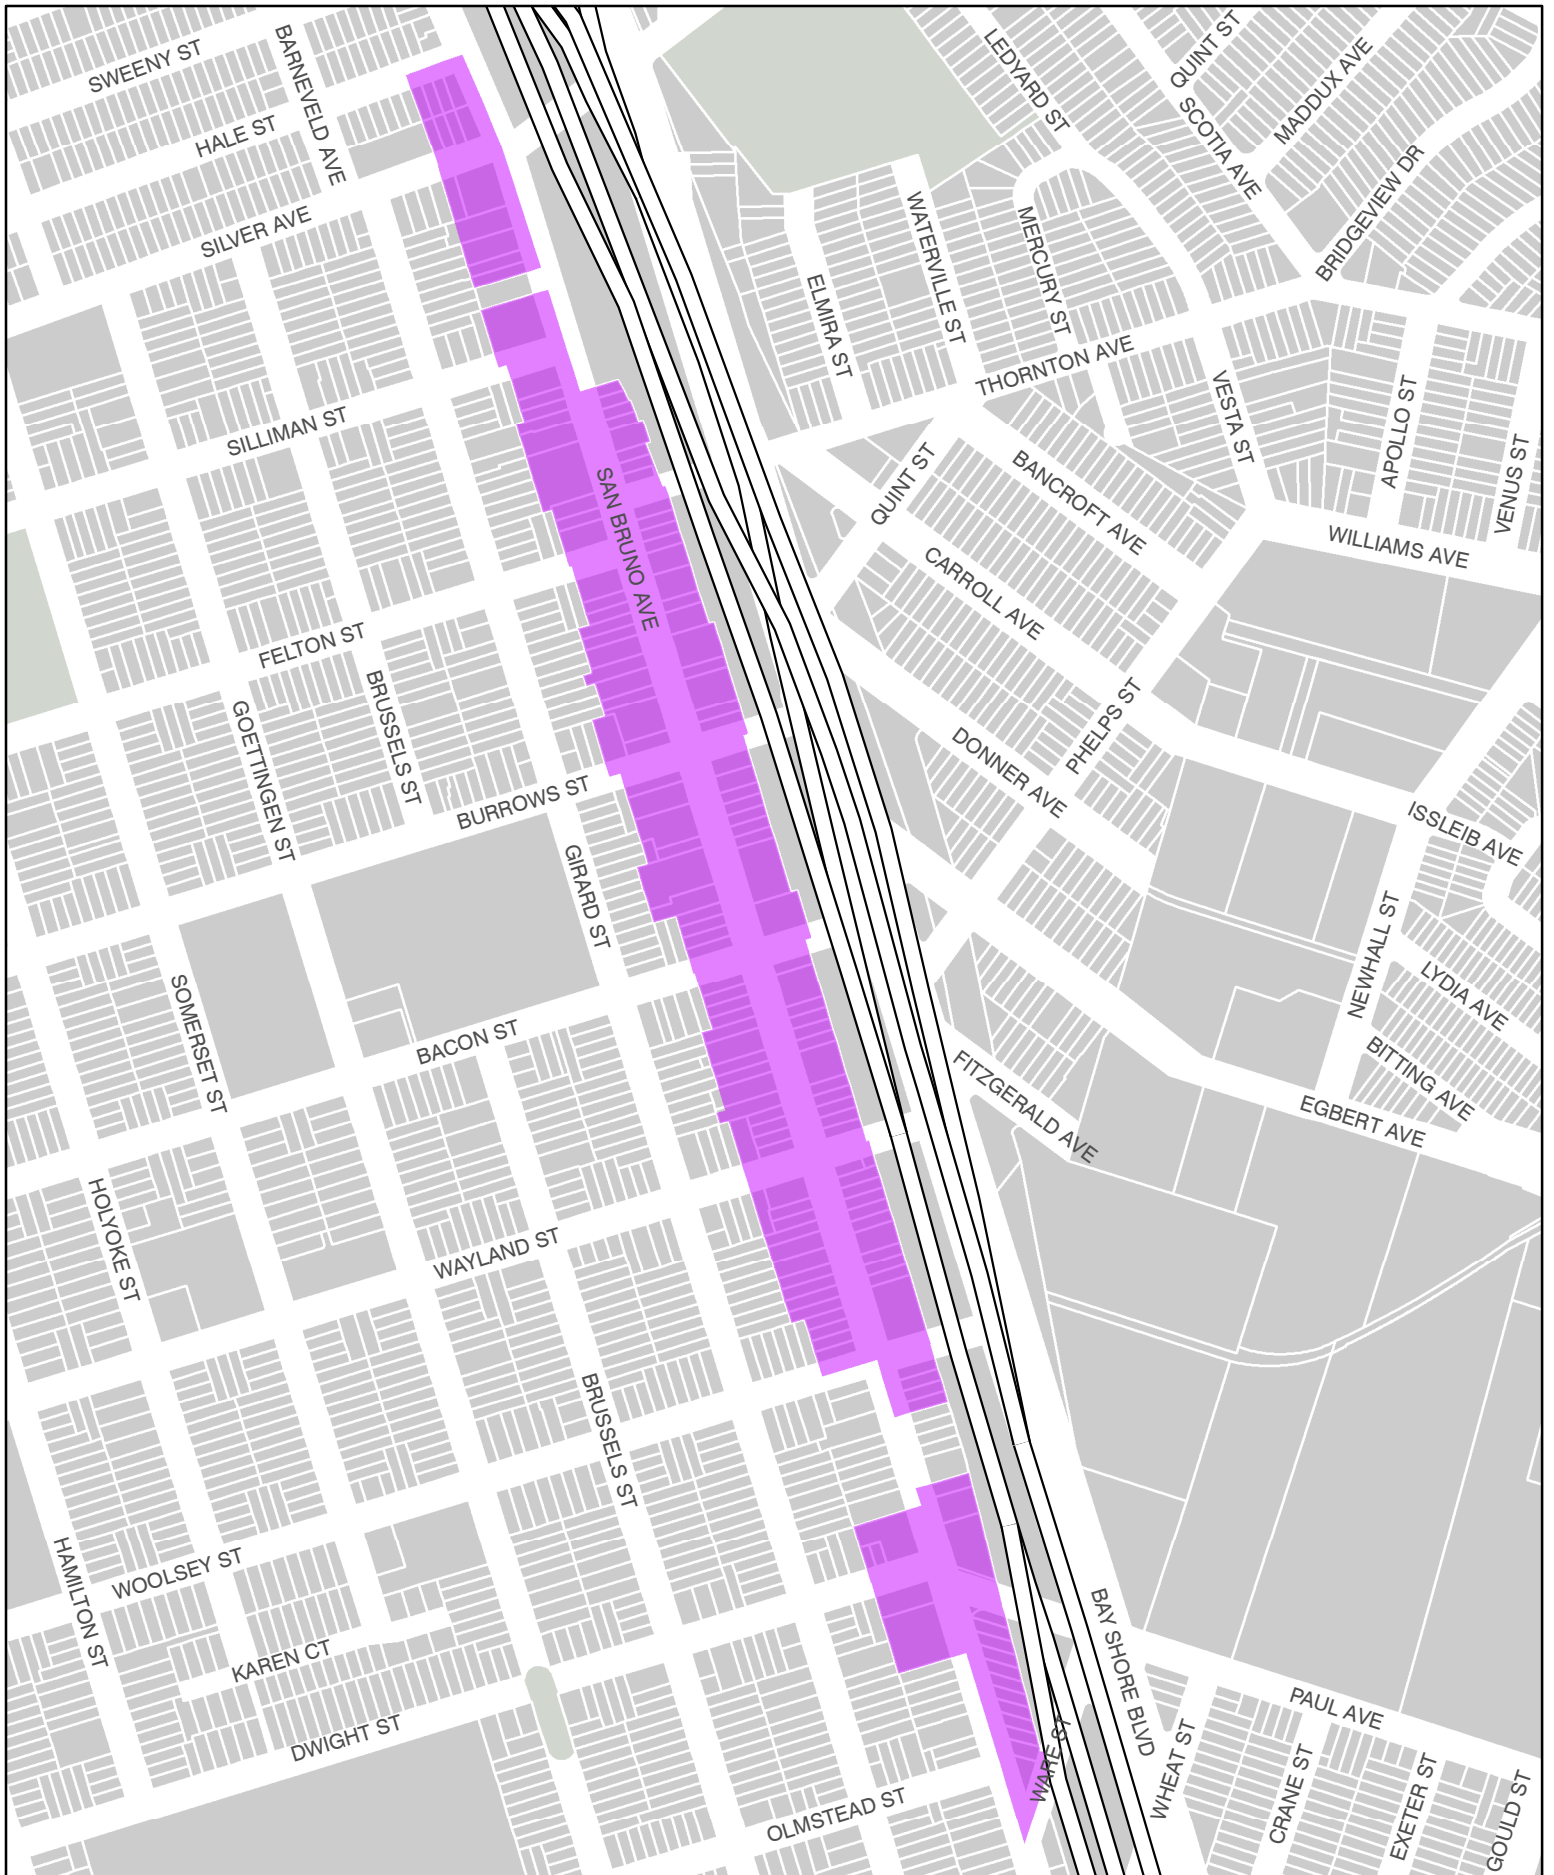 SWEENY ST
BARNEVELD AVE
HALE ST
SILVER AVE
LEDYARD ST
QUINT ST
SCOTIA AVE
MADDUX AVE
BRIDGEVIEW DR
WATERVILLE ST
MERCURY ST
ELMIRA ST
THORNTON AVE
VESTA ST
APOLLO ST
VENUS ST
SILLIMAN ST
SAN BRUNO AVE
QUINT ST
BANCROFT AVE
WILLIAMS AVE
CARROLL AVE
FELTON ST
BRUSSELS ST
GOETTINGEN ST
PHELPS ST
DONNER AVE
BURROWS ST
ISSLEIB AVE
GIRARD ST
NEWHALL ST
LYDIA AVE
SOMERSET ST
BACON ST
BITTING AVE
FITZGERALD AVE
EGBERT AVE
HOLYOKE ST
WAYLAND ST
BRUSSELS ST
HAMILTON ST
WOOLSEY ST
KAREN CT
DWIGHT ST
BAY SHORE BLVD
PAUL AVE
WARE ST
WHEAT ST
CRANE ST
EXETER ST
GOULD ST
OLMSTEAD ST